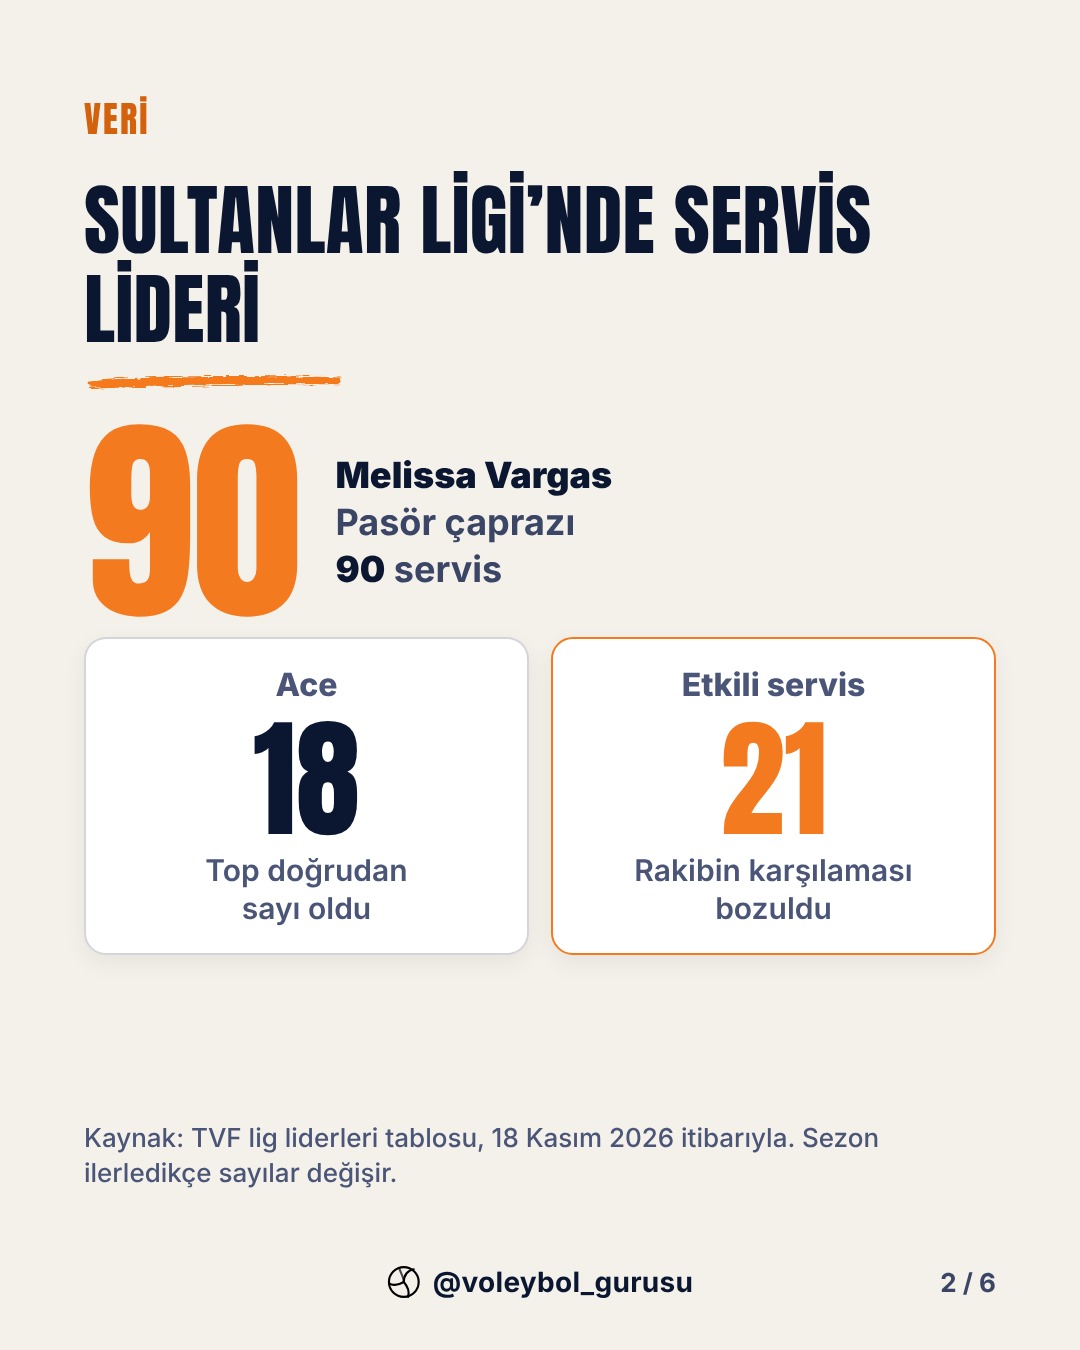 VERİ
SULTANLAR LİGİ’NDE SERVİS
LİDERİ
90
Melissa Vargas
Pasör çaprazı
90 servis
Ace
18
Top doğrudan
sayı oldu
Etkili servis
21
Rakibin karşılaması
bozuldu
Kaynak: TVF lig liderleri tablosu, 18 Kasım 2026 itibarıyla. Sezon
ilerledikçe sayılar değişir.
@voleybol_gurusu
2 / 6